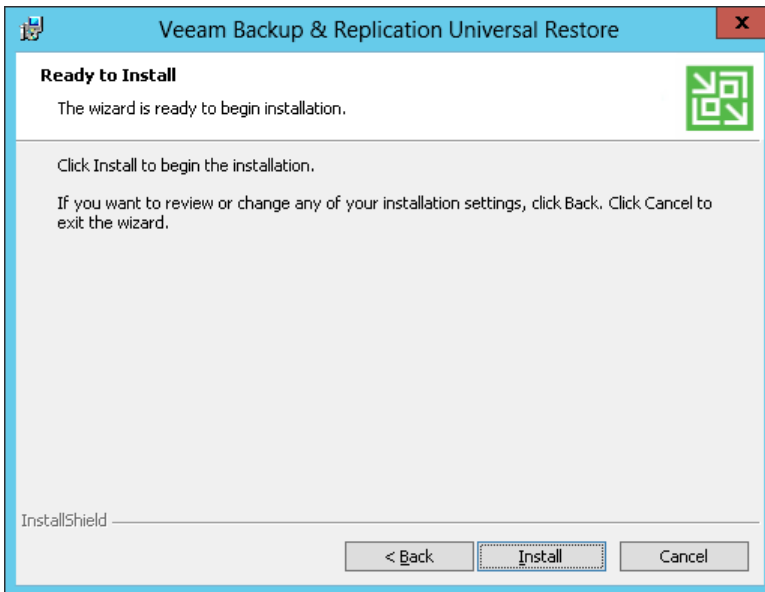 Veeam Backup & Replication Universal Restore
x
Ready to Install
The wizard is ready to begin installation.
Click Install to begin the installation.
If you want to review or change any of your installation settings, click Back. Click Cancel to
exit the wizard.
InstallShield
< Back Install Cancel